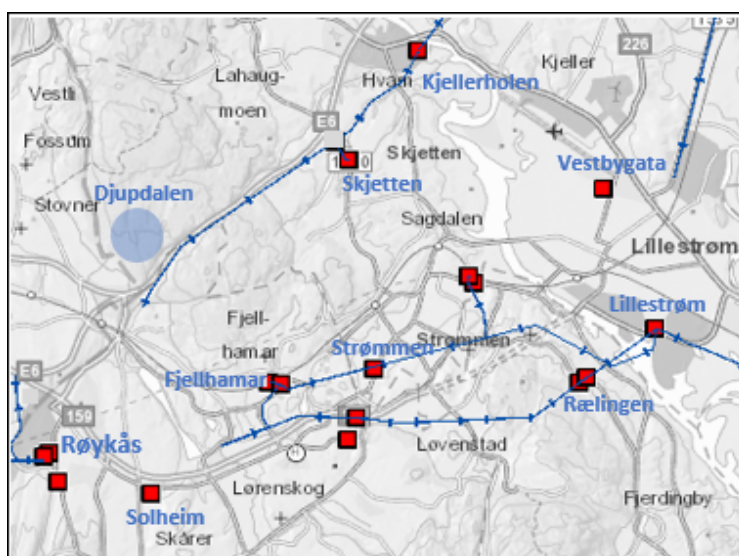 226
Kjeller
Lahaug-
moen
Hvam
Kjellerholen
Vestli
Fossum
E6
Skjetten
Skjetten
Vestbygata
Djupdalen
Stovner
Sagdalen
Lillestrøm
Lillestrøm
Fjell-
hamar
Strømmen
Strømmen
Fjellhamar
Rælingen
E6
159
Røykås
Løvenstad
Lørenskog
Fjerdingby
Solheim
Skårer